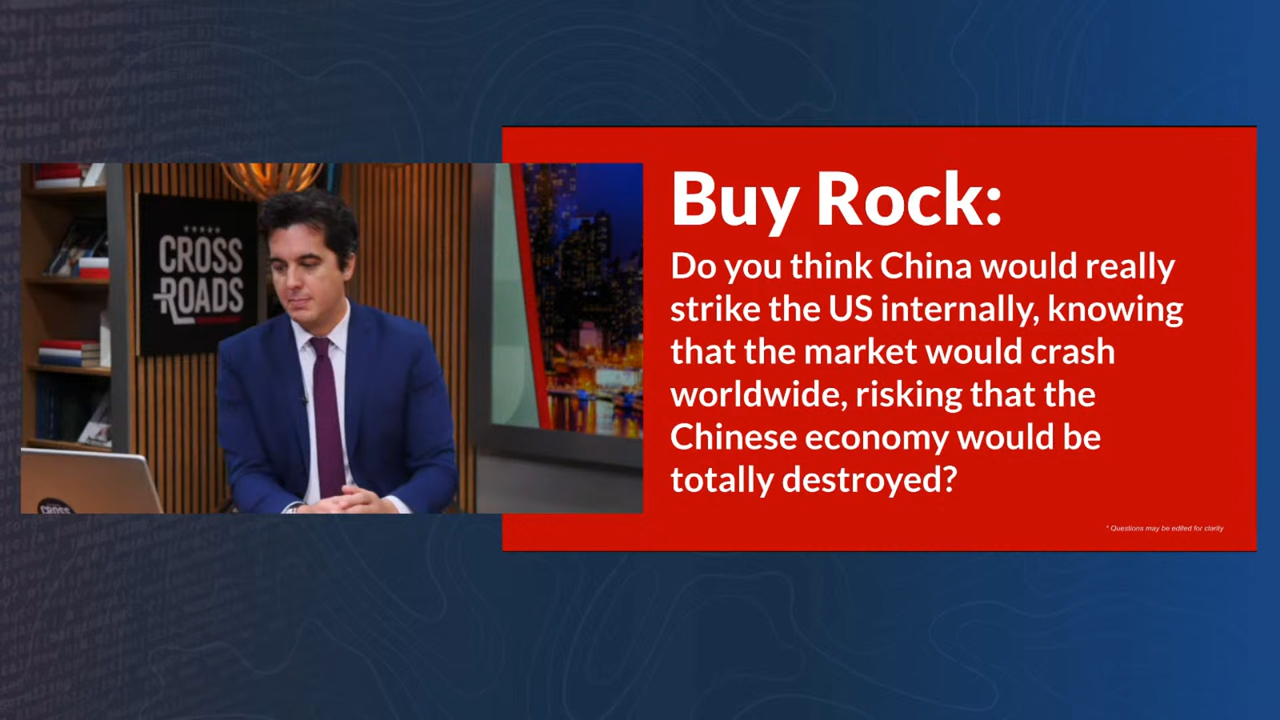 CROSS
ROADS
CROSS
Buy Rock:
Do you think China would really
strike the US internally, knowing
that the market would crash
worldwide, risking that the
Chinese economy would be
totally destroyed?
* Questions may be edited for clarity